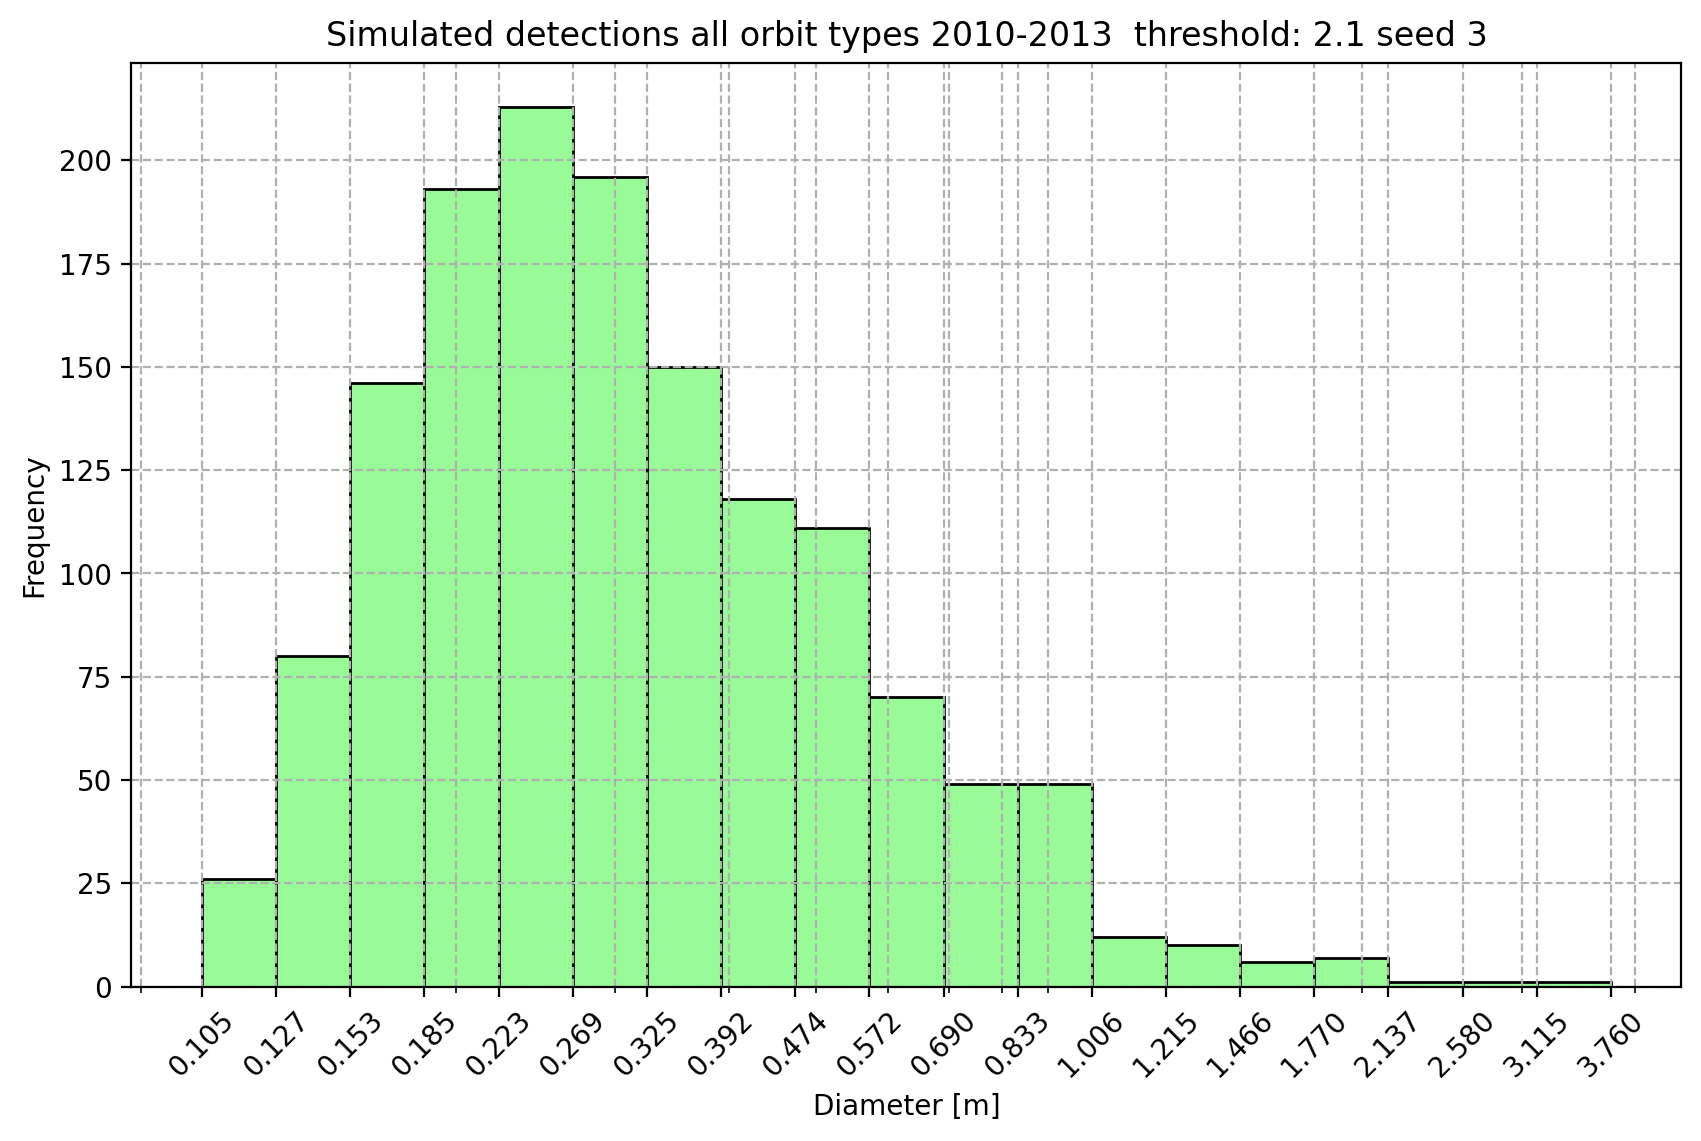 Simulated detections all orbit types 2010-2013  threshold: 2.1 seed 3
Frequency
200
175
150
125
100
75
50
25
0
0.105 0.127 0.153 0.185 0.223 0.269 0.325 0.392 0.474 0.572 0.690 0.833 1.006 1.215 1.466 1.770 2.137 2.580 3.115 3.760
Diameter [m]